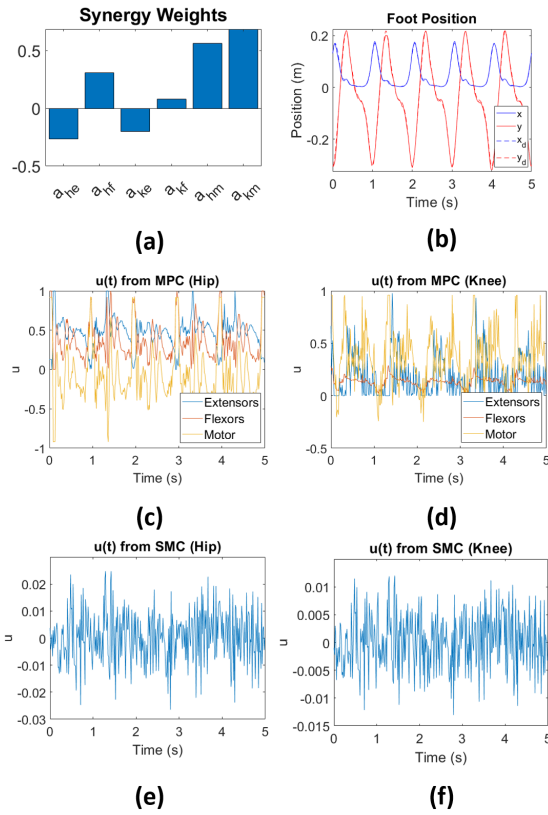 Synergy Weights
0.5
0
-0.5
a_he
a_hf
a_ke
a_kf
a_hm
a_km
(a)
Foot Position
Position (m)
0.2
0
-0.2
x
y
x_d
y_d
0 1 2 3 4 5
Time (s)
(b)
u(t) from MPC (Hip)
u
1
0.5
0
-0.5
-1
Extensors
Flexors
Motor
0 1 2 3 4 5
Time (s)
(c)
u(t) from MPC (Knee)
u
1
0.5
0
-0.5
Extensors
Flexors
Motor
0 1 2 3 4 5
Time (s)
(d)
u(t) from SMC (Hip)
u
0.02
0.01
0
-0.01
-0.02
-0.03
0 1 2 3 4 5
Time (s)
(e)
u(t) from SMC (Knee)
u
0.01
0.005
0
-0.005
-0.01
-0.015
0 1 2 3 4 5
Time (s)
(f)